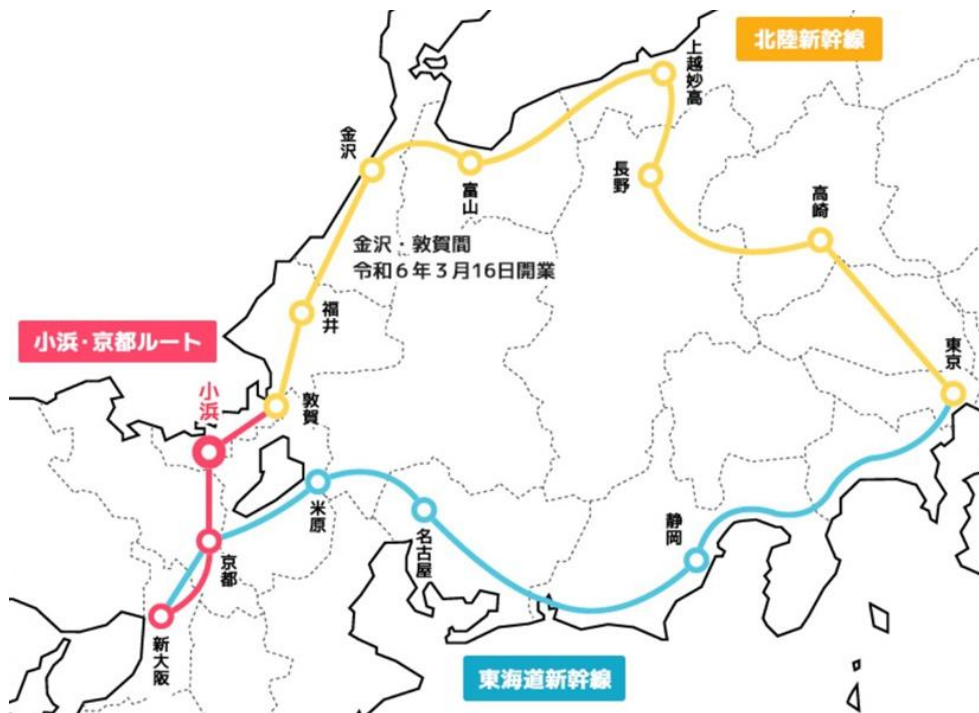 北陸新幹線
上越妙高
金沢
富山
長野
高崎
金沢・敦賀間
令和6年3月16日開業
福井
小浜・京都ルート
東京
小浜
敦賀
米原
名古屋
静岡
京都
新大阪
東海道新幹線